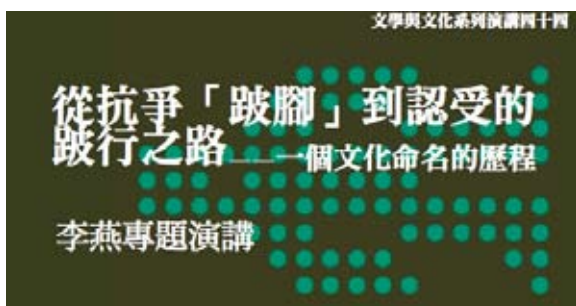 文學與文化系列演講四十四
從抗爭「跛腳」到認受的
跛行之路——一個文化命名的歷程
李燕專題演講